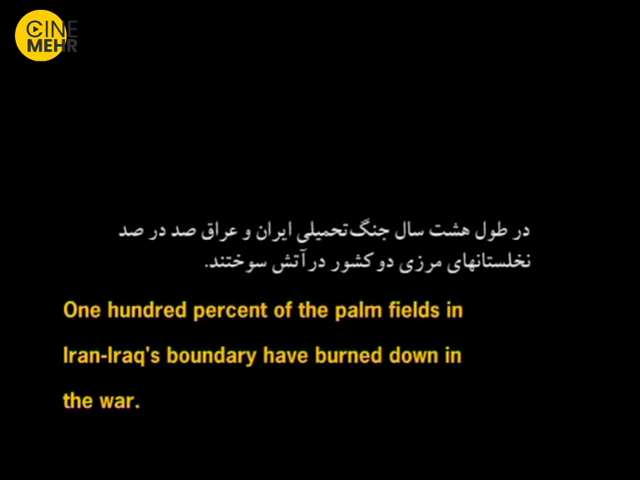 CINE
MEHR
در طول هشت سال جنگ تحمیلی ایران و عراق صد در صد
نخلستانهای مرزی دو کشور در آتش سوختند.
One hundred percent of the palm fields in
Iran-Iraq's boundary have burned down in
the war.